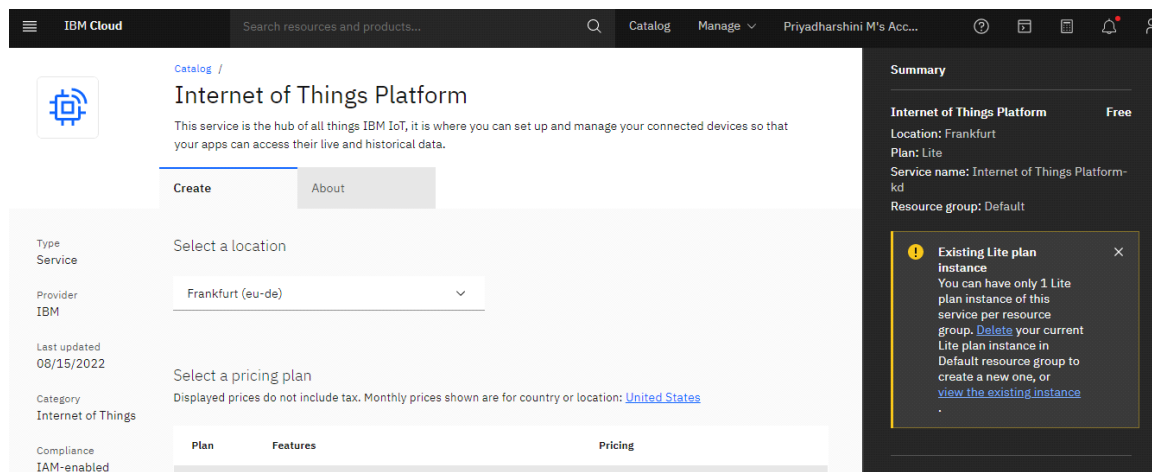 IBM Cloud
Search resources and products...
Catalog
Manage
Priyadharshini M's Acc...
Catalog /
Internet of Things Platform
This service is the hub of all things IBM IoT, it is where you can set up and manage your connected devices so that
your apps can access their live and historical data.
Create
About
Type
Service
Provider
IBM
Last updated
08/15/2022
Category
Internet of Things
Compliance
IAM-enabled
Select a location
Frankfurt (eu-de)
Select a pricing plan
Displayed prices do not include tax. Monthly prices shown are for country or location: United States
Plan
Features
Pricing
Summary
Internet of Things Platform Free
Location: Frankfurt
Plan: Lite
Service name: Internet of Things Platform-
kd
Resource group: Default
Existing Lite plan
instance
You can have only 1 Lite
plan instance of this
service per resource
group. Delete your current
Lite plan instance in
Default resource group to
create a new one, or
view the existing instance
.